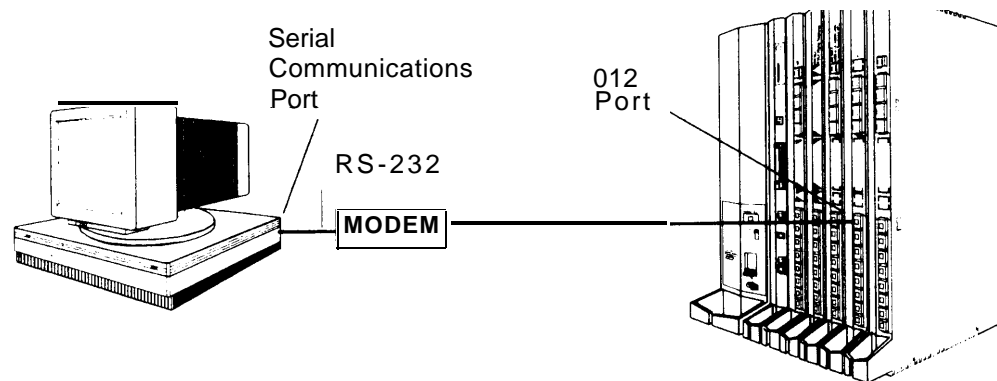 Serial
Communications
Port
012
Port
RS-232
MODEM